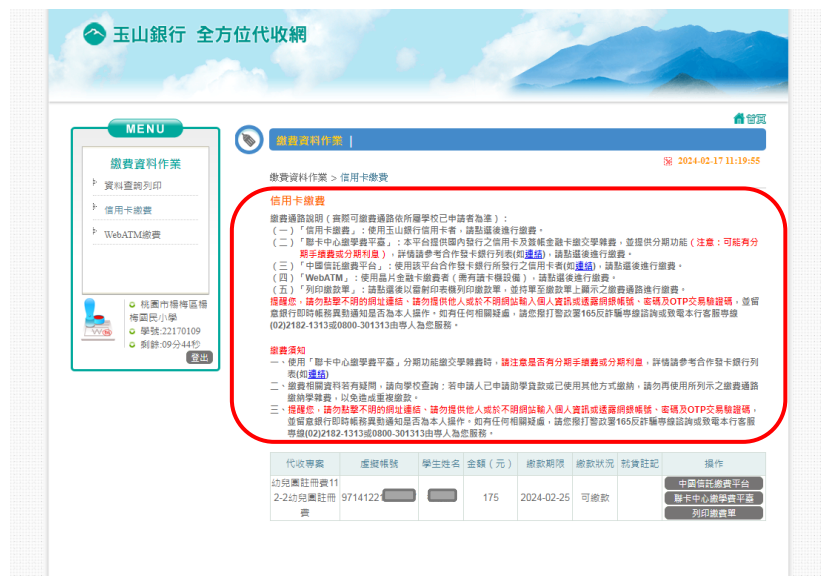 玉山銀行 全方位代收網
首頁
MENU
繳費資料作業
資料查詢列印
信用卡繳費
WebATM繳費
桃園市楊梅區楊
梅國民小學
學號:22170109
剩餘:09分44秒
登出
繳費資料作業 |
2024-02-17 11:19:55
繳費資料作業 > 信用卡繳費
信用卡繳費
繳費通路說明（實際可繳費通路依所屬學校已申請者為準）:
（一）「信用卡繳費」：使用玉山銀行信用卡者，請點選後進行繳費。
（二）「聯卡中心繳學費平臺」：本平台提供國內發行之信用卡及簽帳金融卡繳交學雜費，並提供分期功能（注意：可能有分
期手續費或分期利息），詳情請參考合作發卡銀行列表(如連結)，請點選後進行繳費。
（三）「中國信託繳費平台」：使用該平台合作發卡銀行所發行之信用卡者(如連結)，請點選後進行繳費。
（四）「WebATM」：使用晶片金融卡繳費者（需有讀卡機設備），請點選後進行繳費。
（五）「列印繳款單」：請點選後以雷射印表機列印繳款單，並持單至繳款單上顯示之繳費通路進行繳費。
提醒您，請勿點擊不明的網址連結、請勿提供他人或於不明網站輸入個人資訊或透露網銀帳號、密碼及OTP交易驗證碼，並留
意銀行即時帳務異動通知是否為本人操作。如有任何相關疑慮，請您撥打警政署165反詐騙專線諮詢或致電本行客服專線
(02)2182-1313或0800-301313由專人為您服務。
繳費須知
一、使用「聯卡中心繳學費平臺」分期功能繳交學雜費時，請注意是否有分期手續費或分期利息，詳情請參考合作發卡銀行列
表(如連結)
二、繳費相關資料若有疑問，請向學校查詢；若申請人已申請助學貸款或已使用其他方式繳納，請勿再使用所列示之繳費通路
繳納學雜費，以免造成重複繳款。
三、提醒您，請勿點擊不明的網址連結、請勿提供他人或於不明網站輸入個人資訊或透露網銀帳號、密碼及OTP交易驗證碼，
並留意銀行即時帳務異動通知是否為本人操作。如有任何相關疑慮，請您撥打警政署165反詐騙專線諮詢或致電本行客服
專線(02)2182-1313或0800-301313由專人為您服務。
代收專案 虛擬帳號 學生姓名 金額（元） 繳款期限 繳款狀況 就貸註記 操作
幼兒園註冊費11
2-2幼兒園註冊
費
97141221
175
2024-02-25
可繳款
中國信託繳費平台
聯卡中心繳學費平臺
列印繳費單